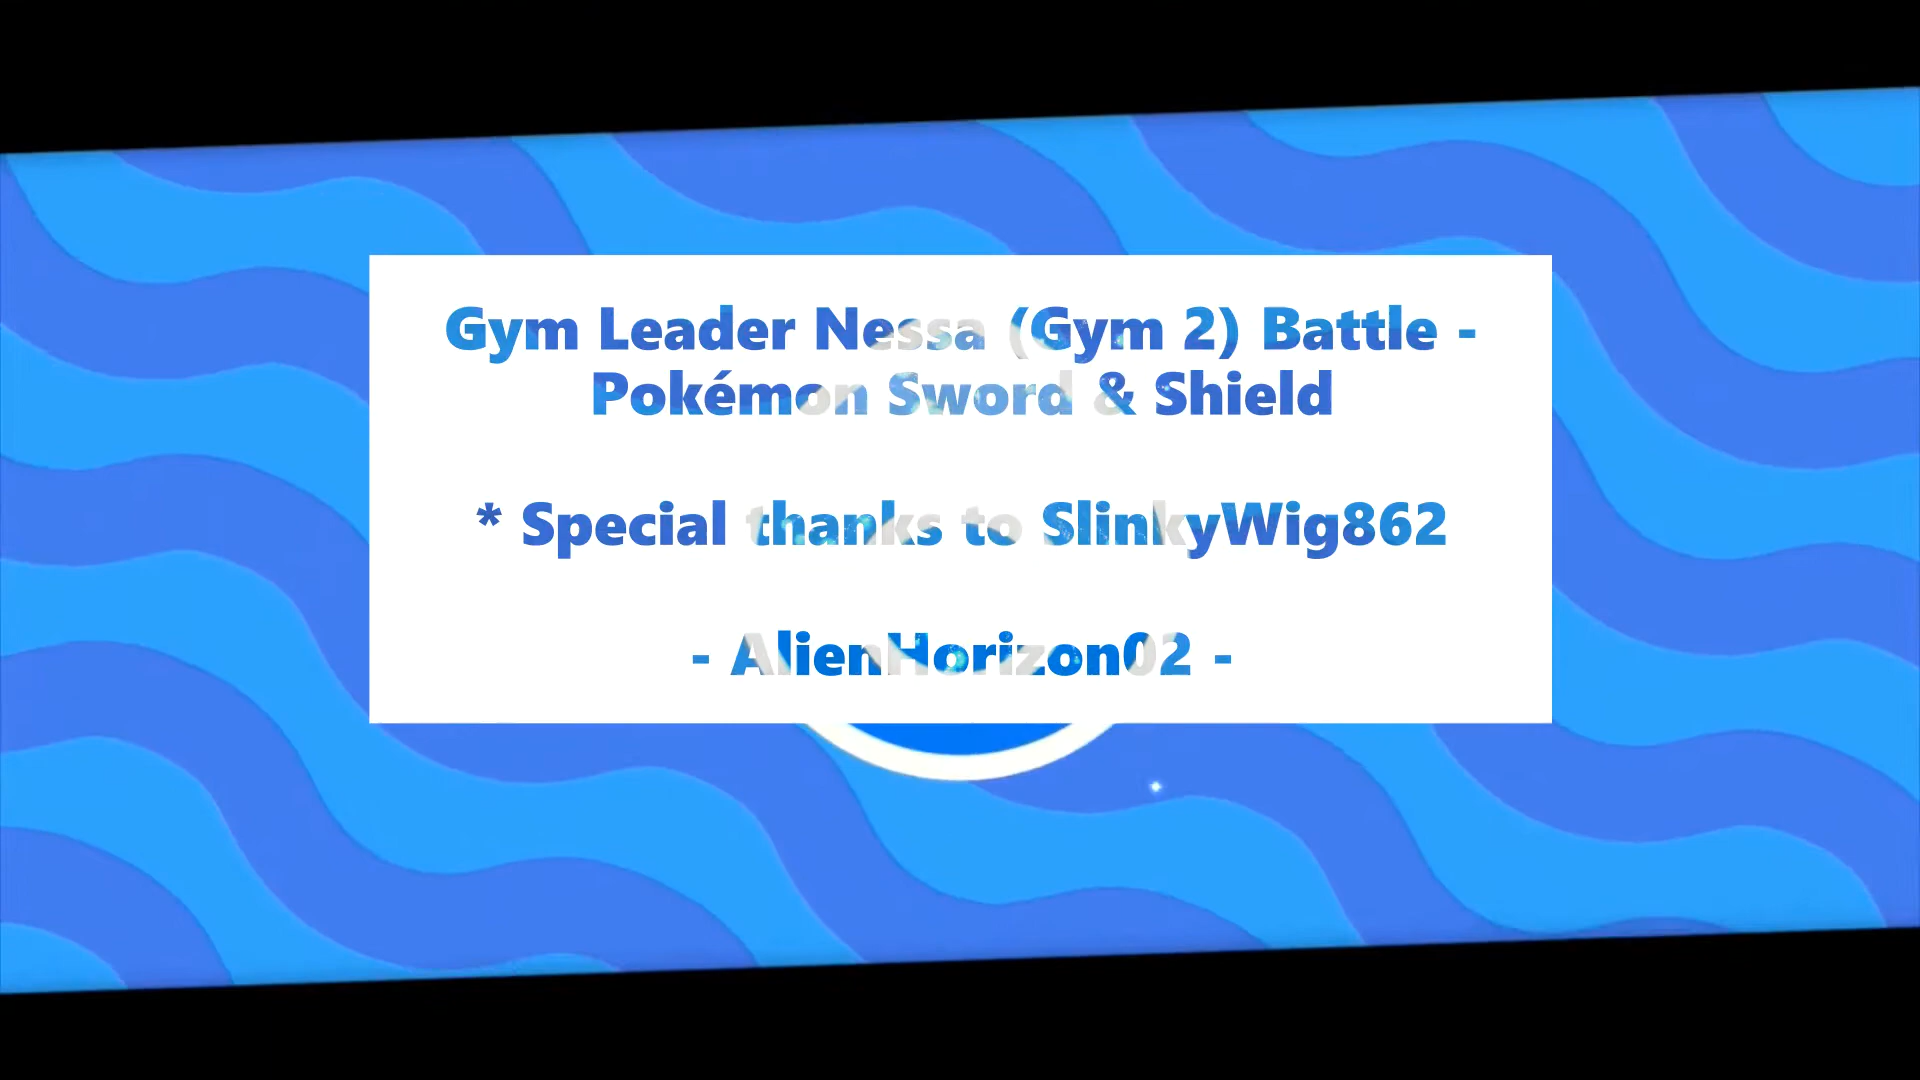 Gym Leader Nessa (Gym 2) Battle -
Pokémon Sword & Shield
* Special thanks to SlinkyWig862
- AlienHorizon02 -